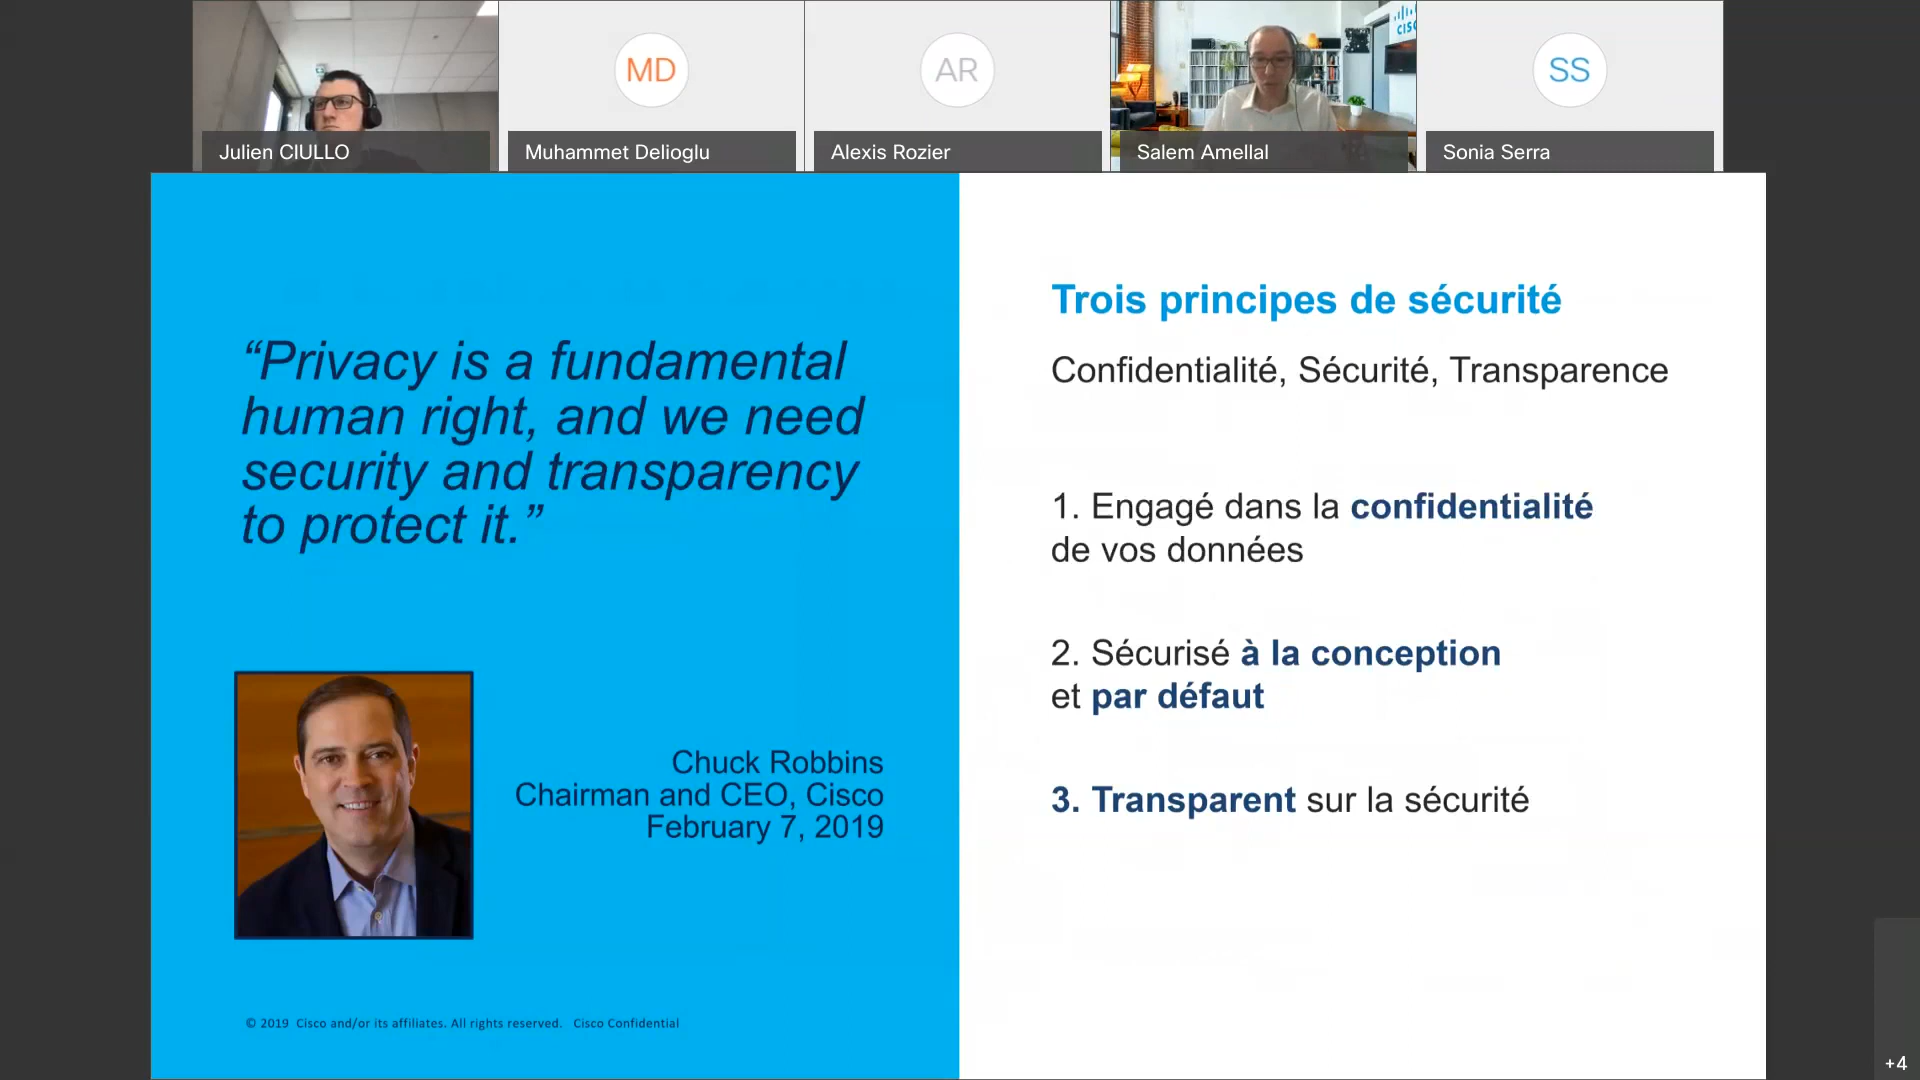 Julien CIULLO
MD
Muhammet Delioglu
AR
Alexis Rozier
CISC
Salem Amellal
SS
Sonia Serra
“Privacy is a fundamental
human right, and we need
security and transparency
to protect it.”
Chuck Robbins
Chairman and CEO, Cisco
February 7, 2019
© 2019 Cisco and/or its affiliates. All rights reserved. Cisco Confidential
Trois principes de sécurité
Confidentialité, Sécurité, Transparence
1. Engagé dans la confidentialité
de vos données
2. Sécurisé à la conception
et par défaut
3. Transparent sur la sécurité
+4